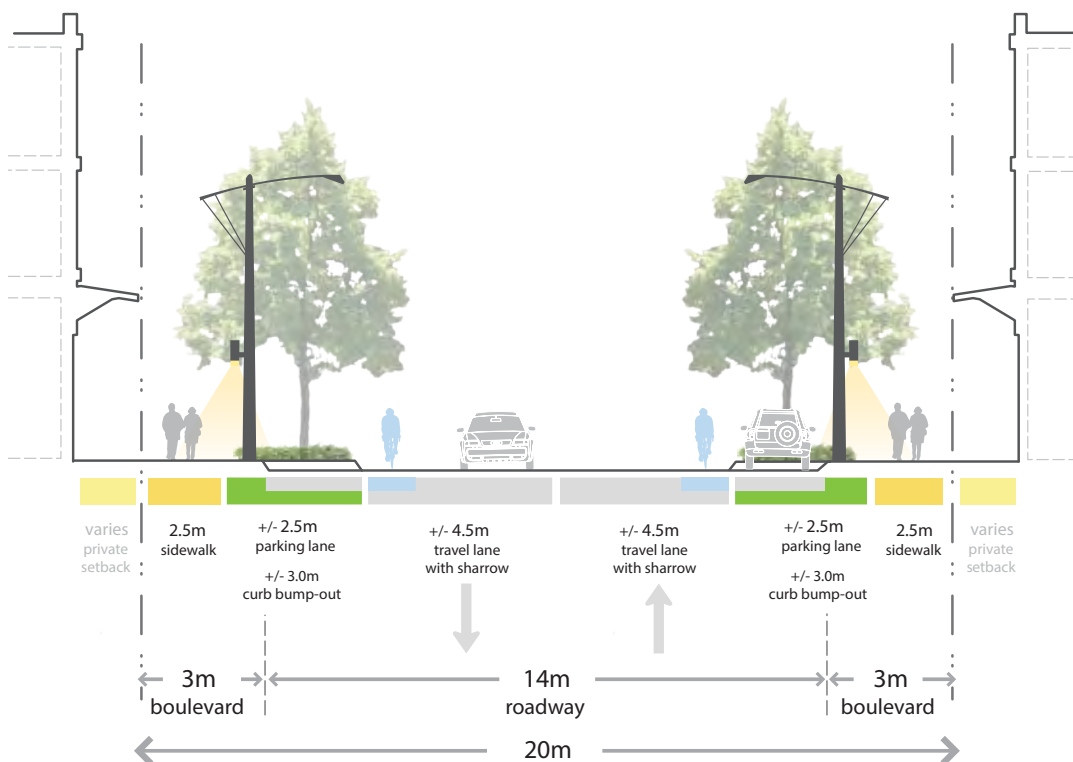 varies
private
setback
2.5m
sidewalk
+/- 2.5m
parking lane
+/- 3.0m
curb bump-out
+/- 4.5m
travel lane
with sharrow
+/- 4.5m
travel lane
with sharrow
+/- 2.5m
parking lane
+/- 3.0m
curb bump-out
2.5m
sidewalk
varies
private
setback
3m
boulevard
14m
roadway
3m
boulevard
20m